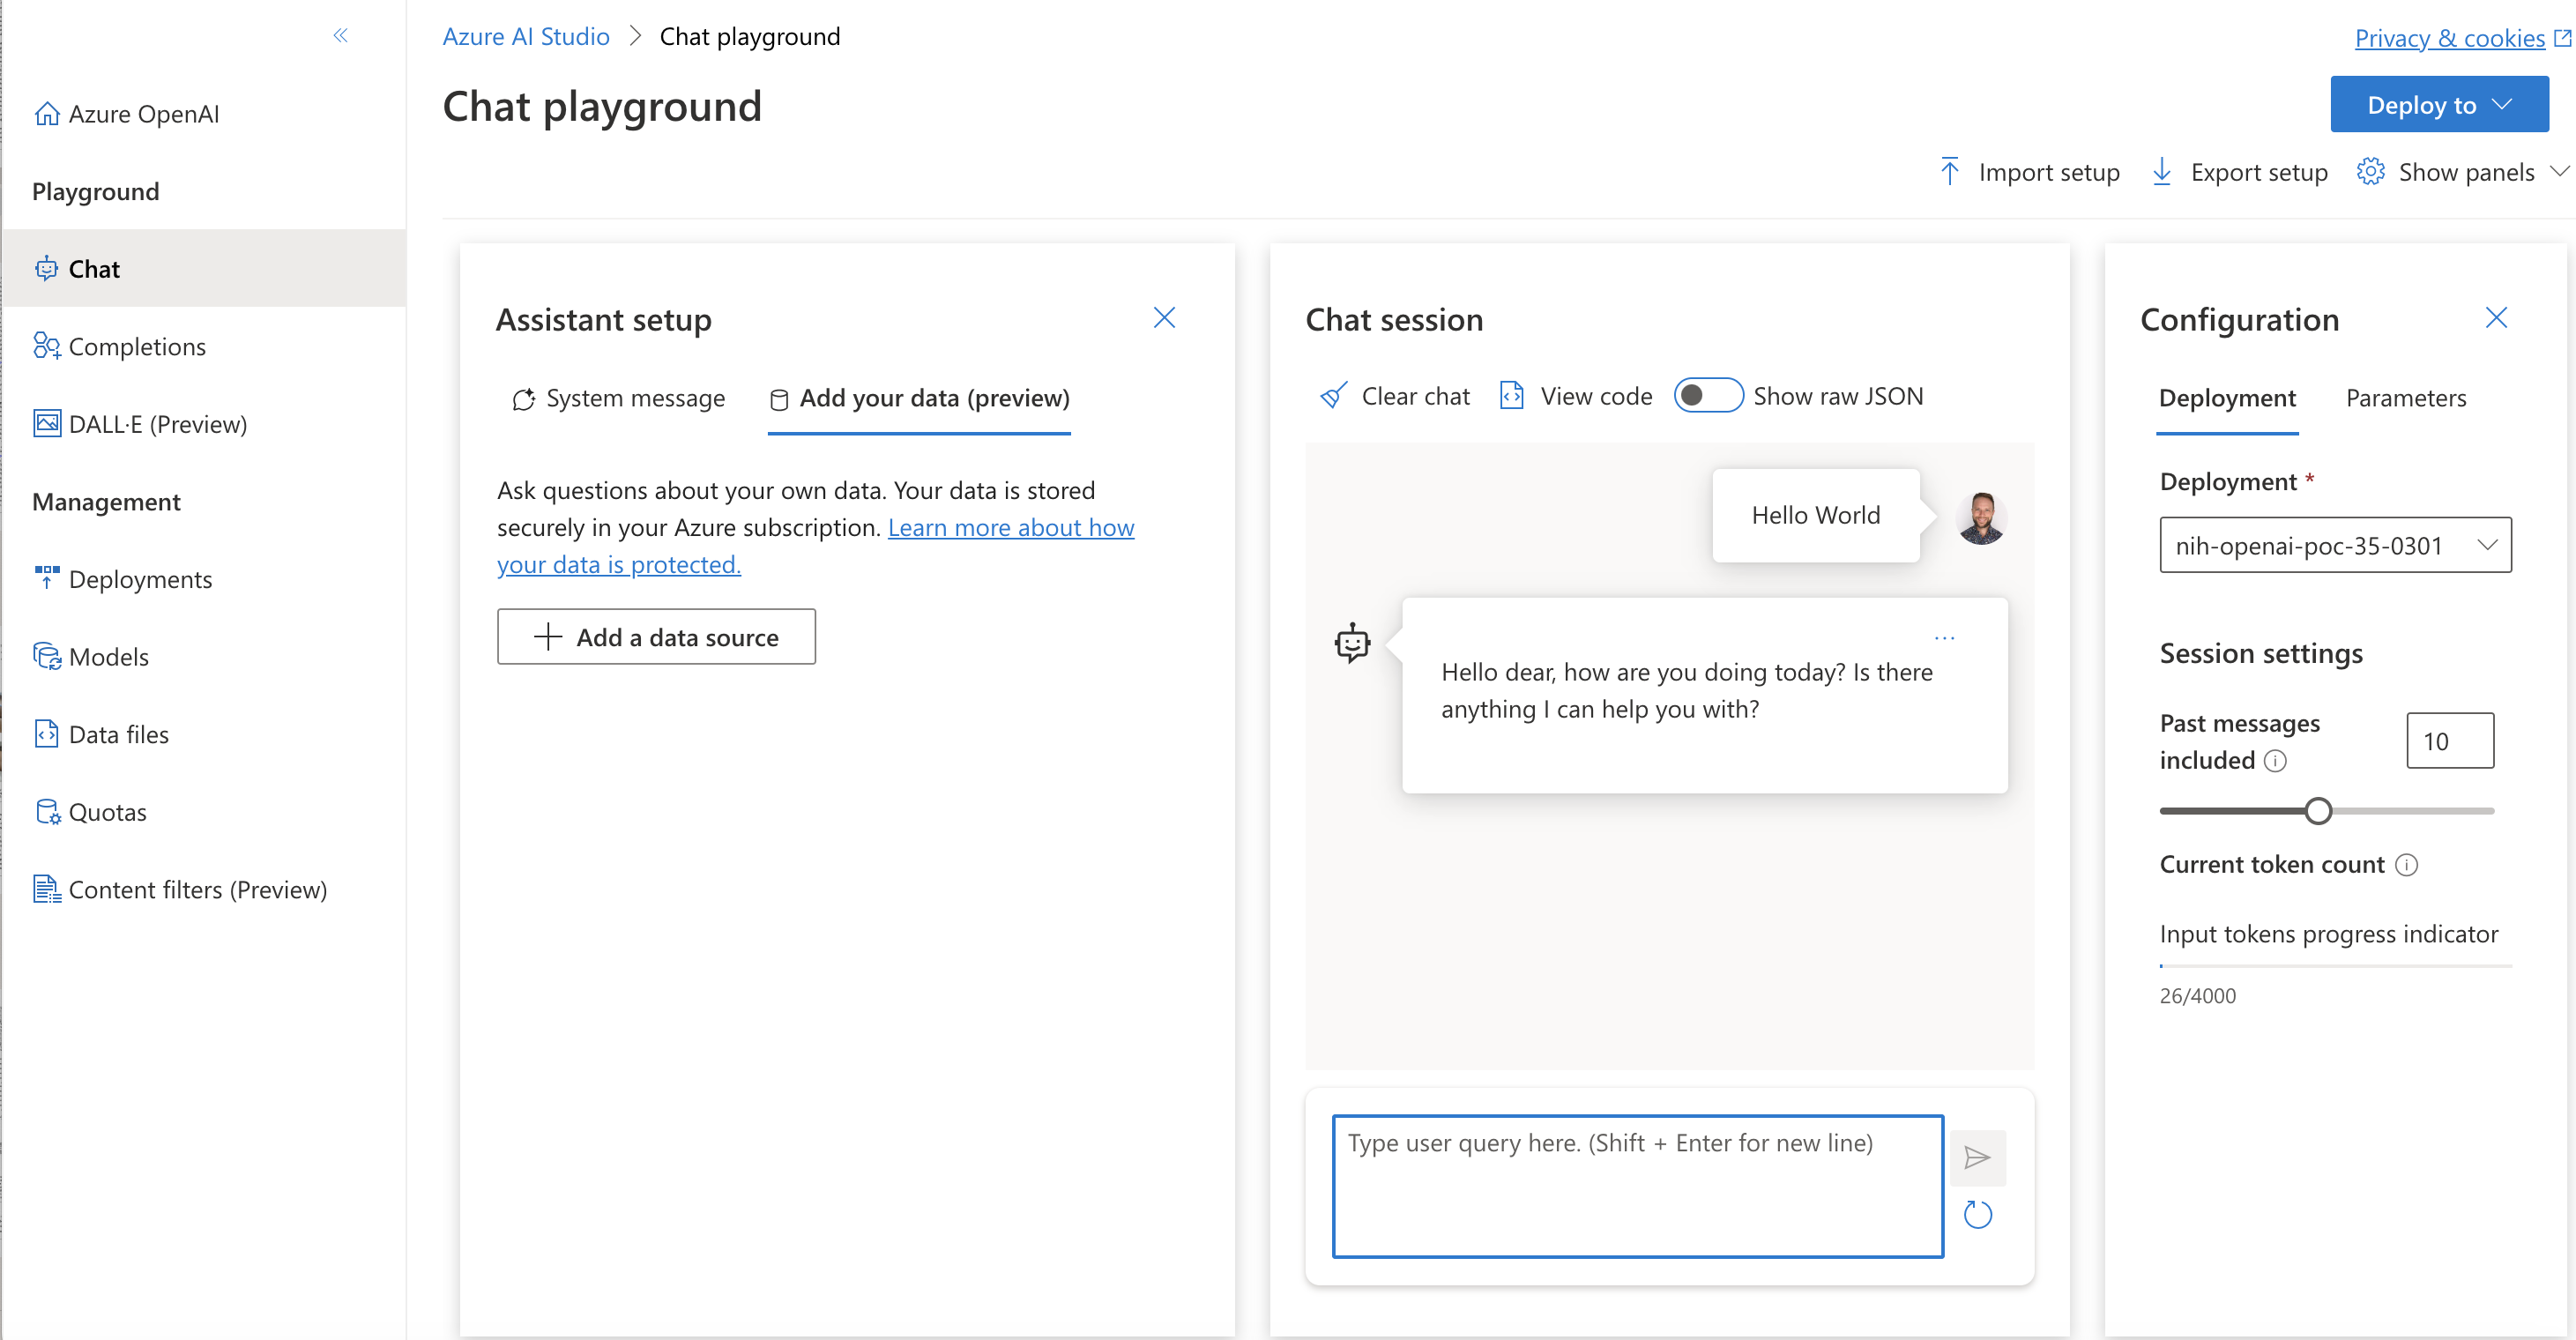 Azure OpenAI
Playground
Chat
Completions
DALL·E (Preview)
Management
Deployments
Models
Data files
Quotas
Content filters (Preview)
Azure AI Studio > Chat playground
Privacy & cookies
Chat playground
Deploy to
Import setup
Export setup
Show panels
Assistant setup
System message
Add your data (preview)
Ask questions about your own data. Your data is stored
securely in your Azure subscription. Learn more about how
your data is protected.
Add a data source
Chat session
Clear chat
View code
Show raw JSON
Hello World
Hello dear, how are you doing today? Is there
anything I can help you with?
Type user query here. (Shift + Enter for new line)
Configuration
Deployment
Parameters
Deployment *
nih-openai-poc-35-0301
Session settings
Past messages
included
10
Current token count
Input tokens progress indicator
26/4000